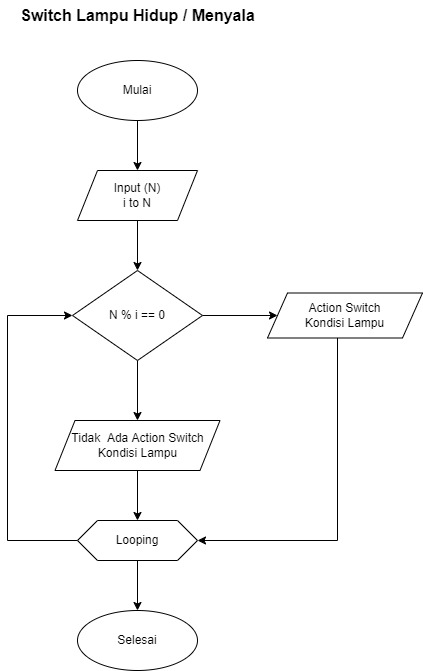 Switch Lampu Hidup / Menyala
Mulai
Input (N)
i to N
N % i == 0
Action Switch
Kondisi Lampu
Tidak Ada Action Switch
Kondisi Lampu
Looping
Selesai